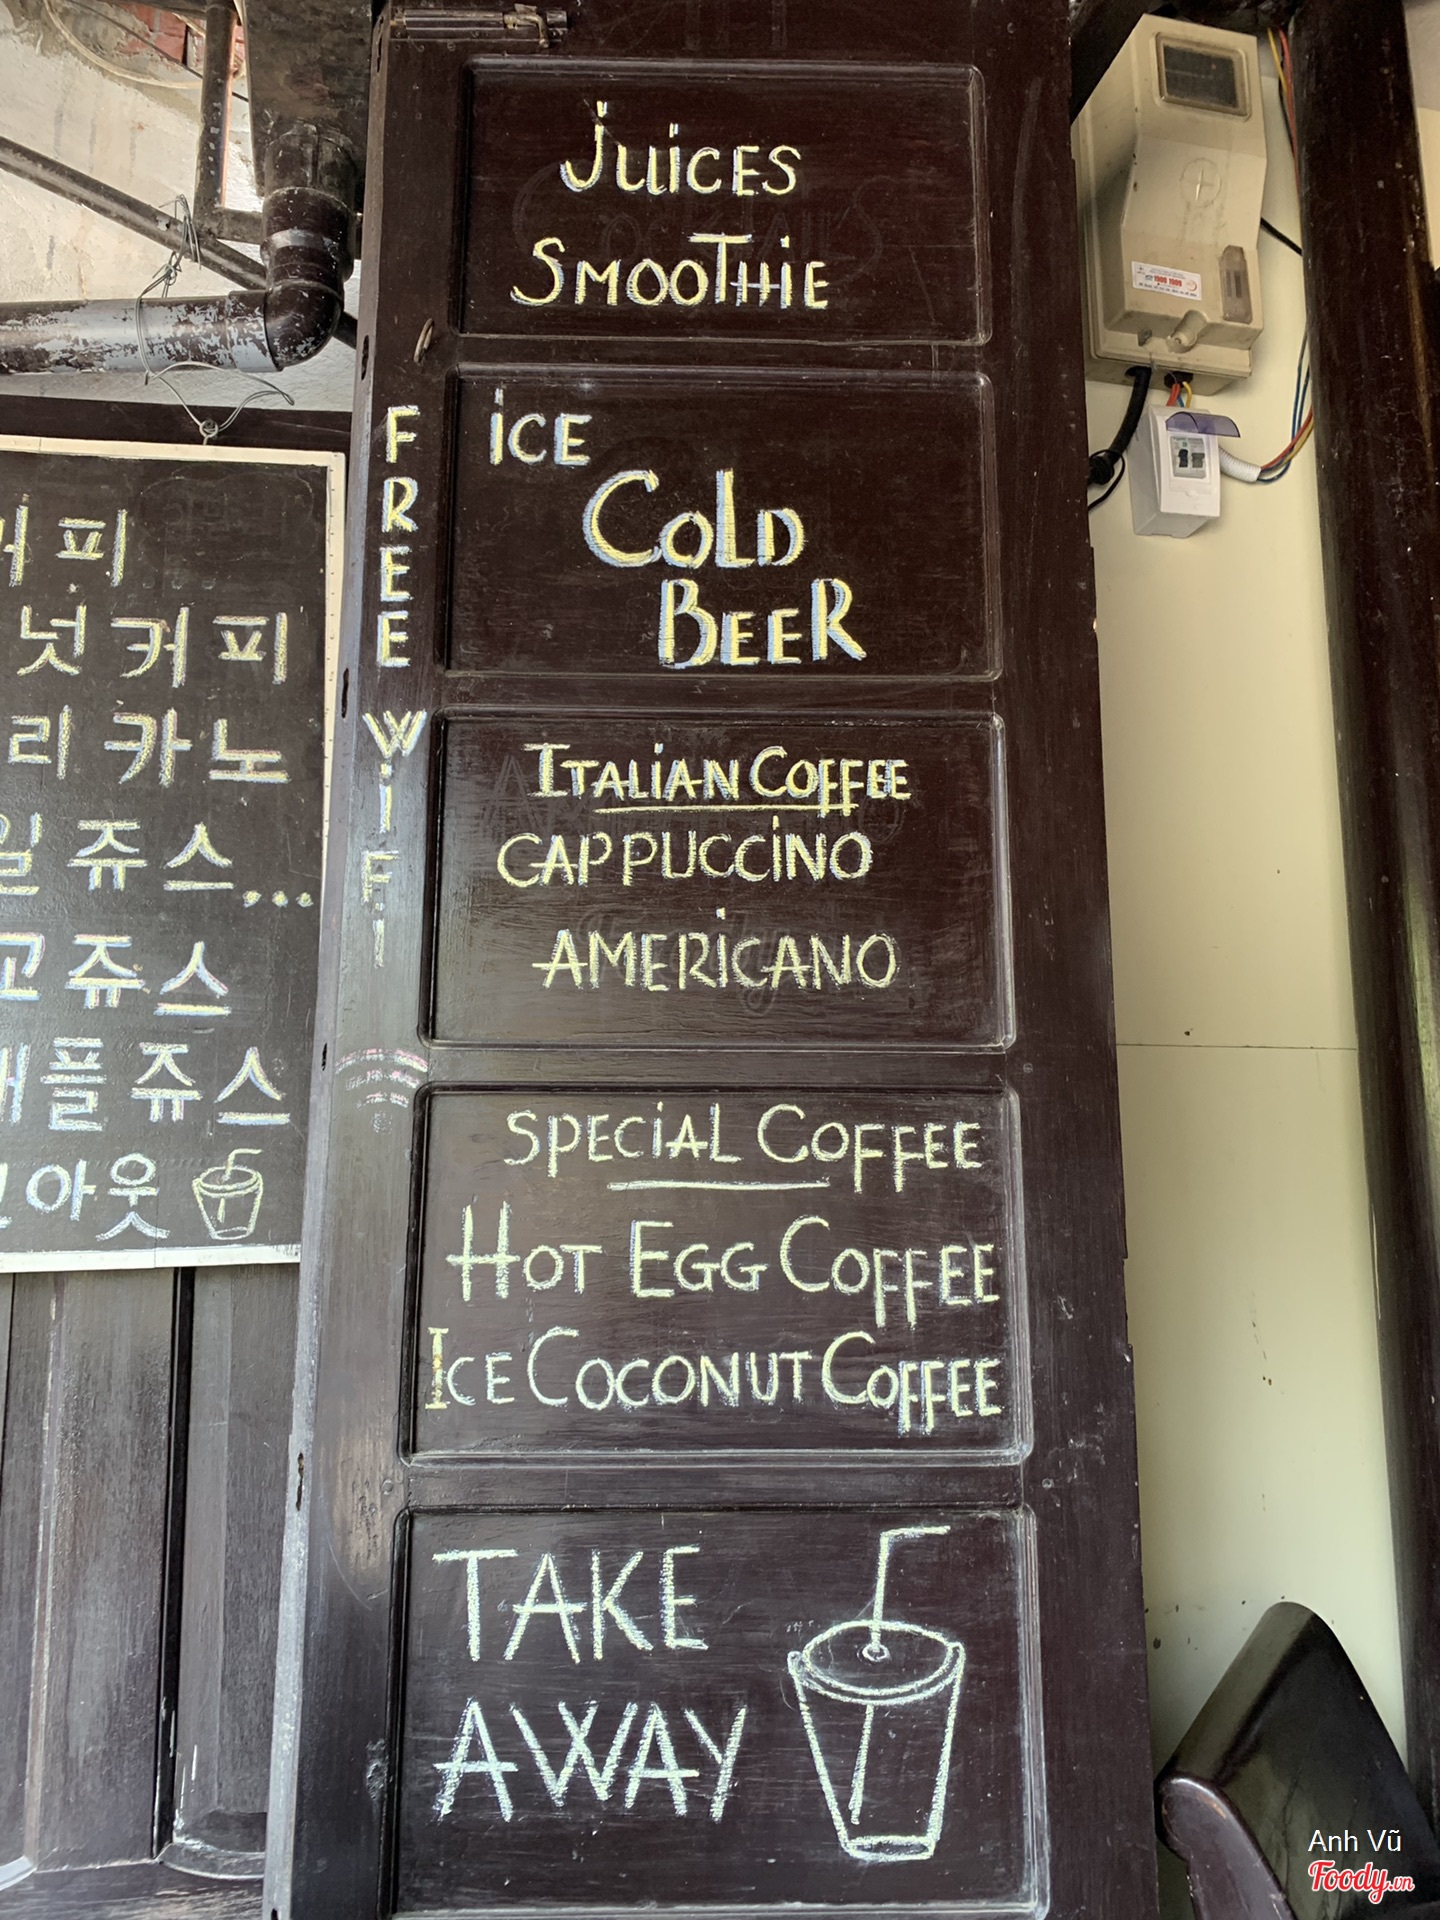 JUICES
SMOOTHIE
FREE WIFI
ICE
COLD
BEER
ITALIAN COFFEE
CAPPUCCINO
AMERICANO
SPECIAL COFFEE
HOT EGG COFFEE
ICE COCONUT COFFEE
TAKE
AWAY
커피
넛 커피
리카노
일 쥬스...
고 쥬스
애플 쥬스
아웃
Anh Vũ
Foody.vn